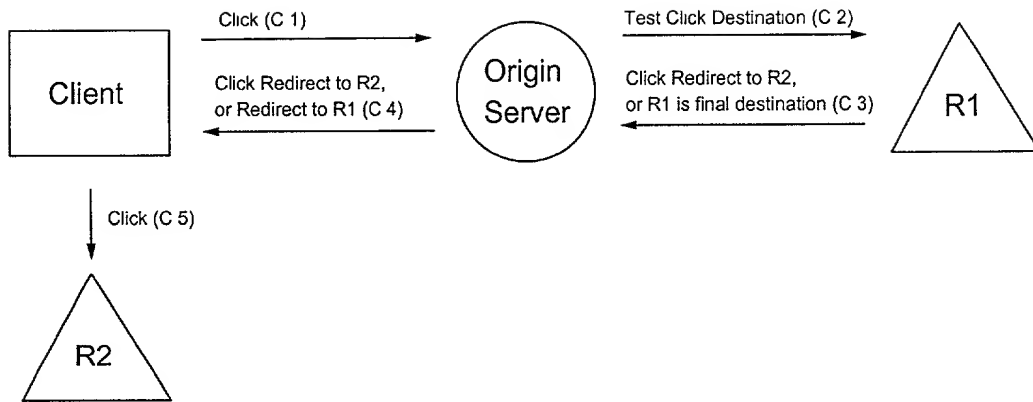 Click (C 1)
Test Click Destination (C 2)
Client
Click Redirect to R2,
or Redirect to R1 (C 4)
Origin
Server
Click Redirect to R2,
or R1 is final destination (C 3)
R1
Click (C 5)
R2